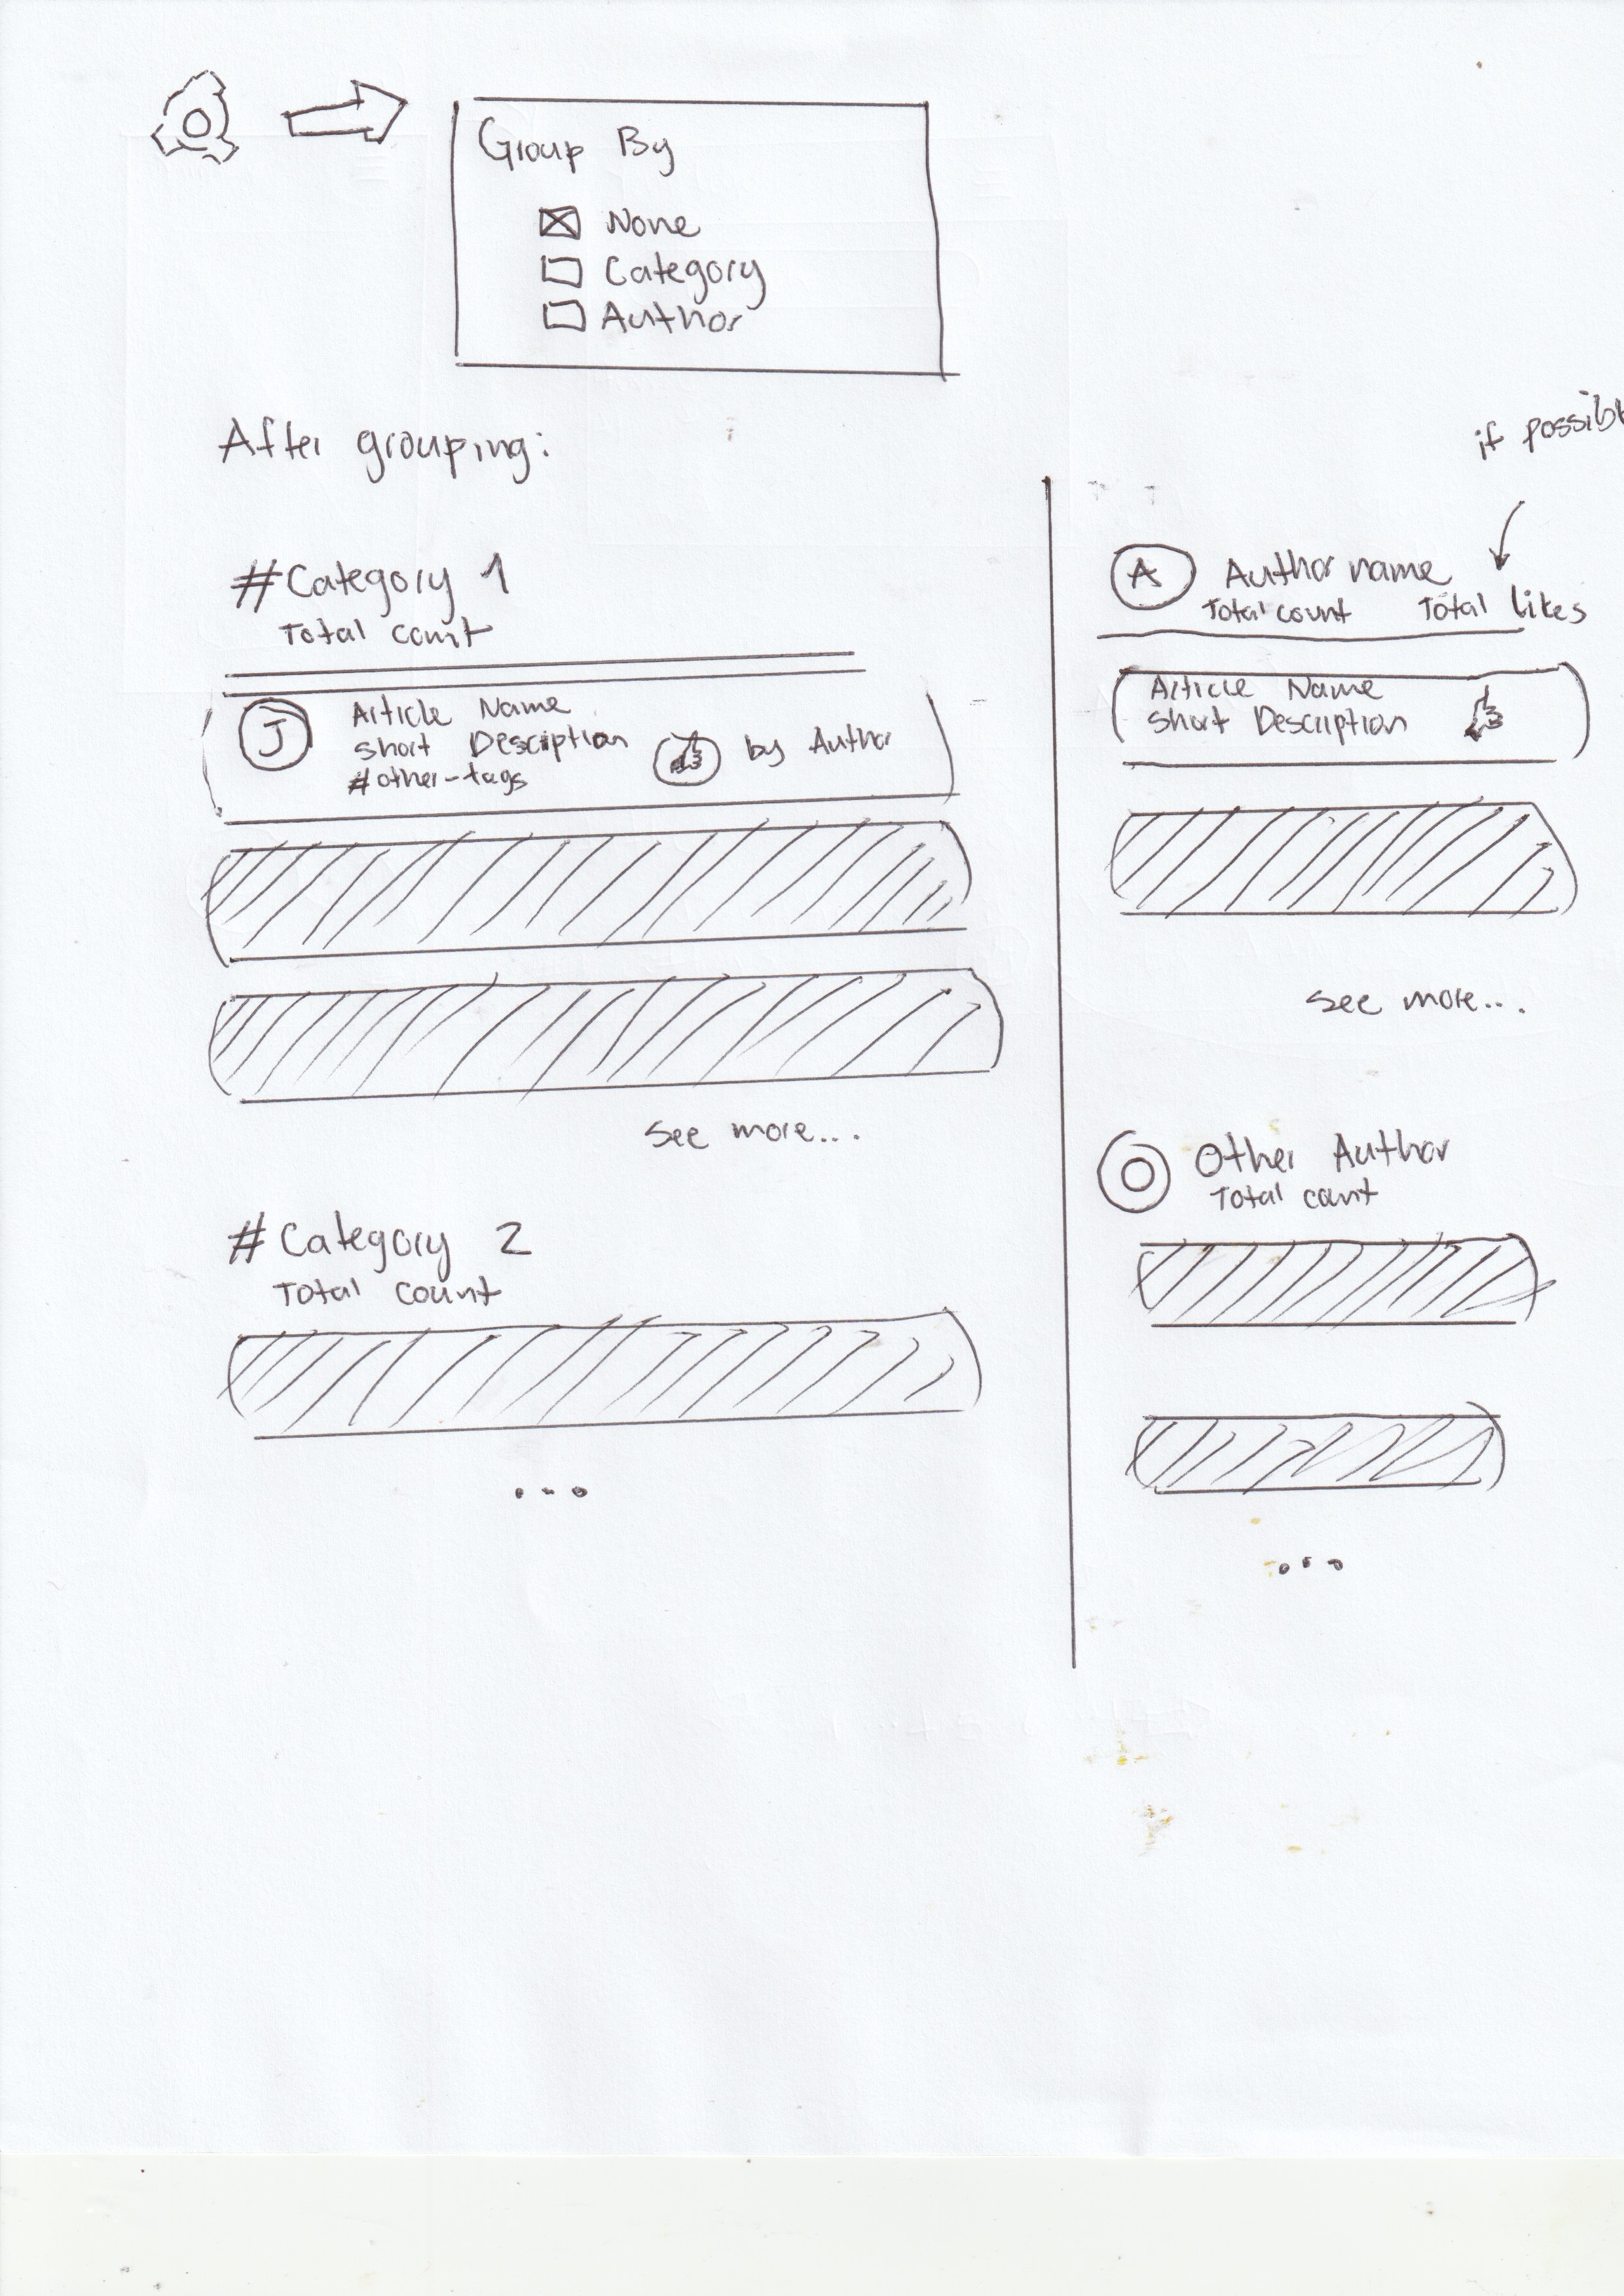 Group By
None
Category
Author
After grouping:
#Category 1
Total count
J
Article Name
short Description
#other-tags
by Author
See more...
#Category 2
Total count
...
if possibl
A
Author name
Total count Total likes
Article Name
short Description
See more...
O
Other Author
Total count
...